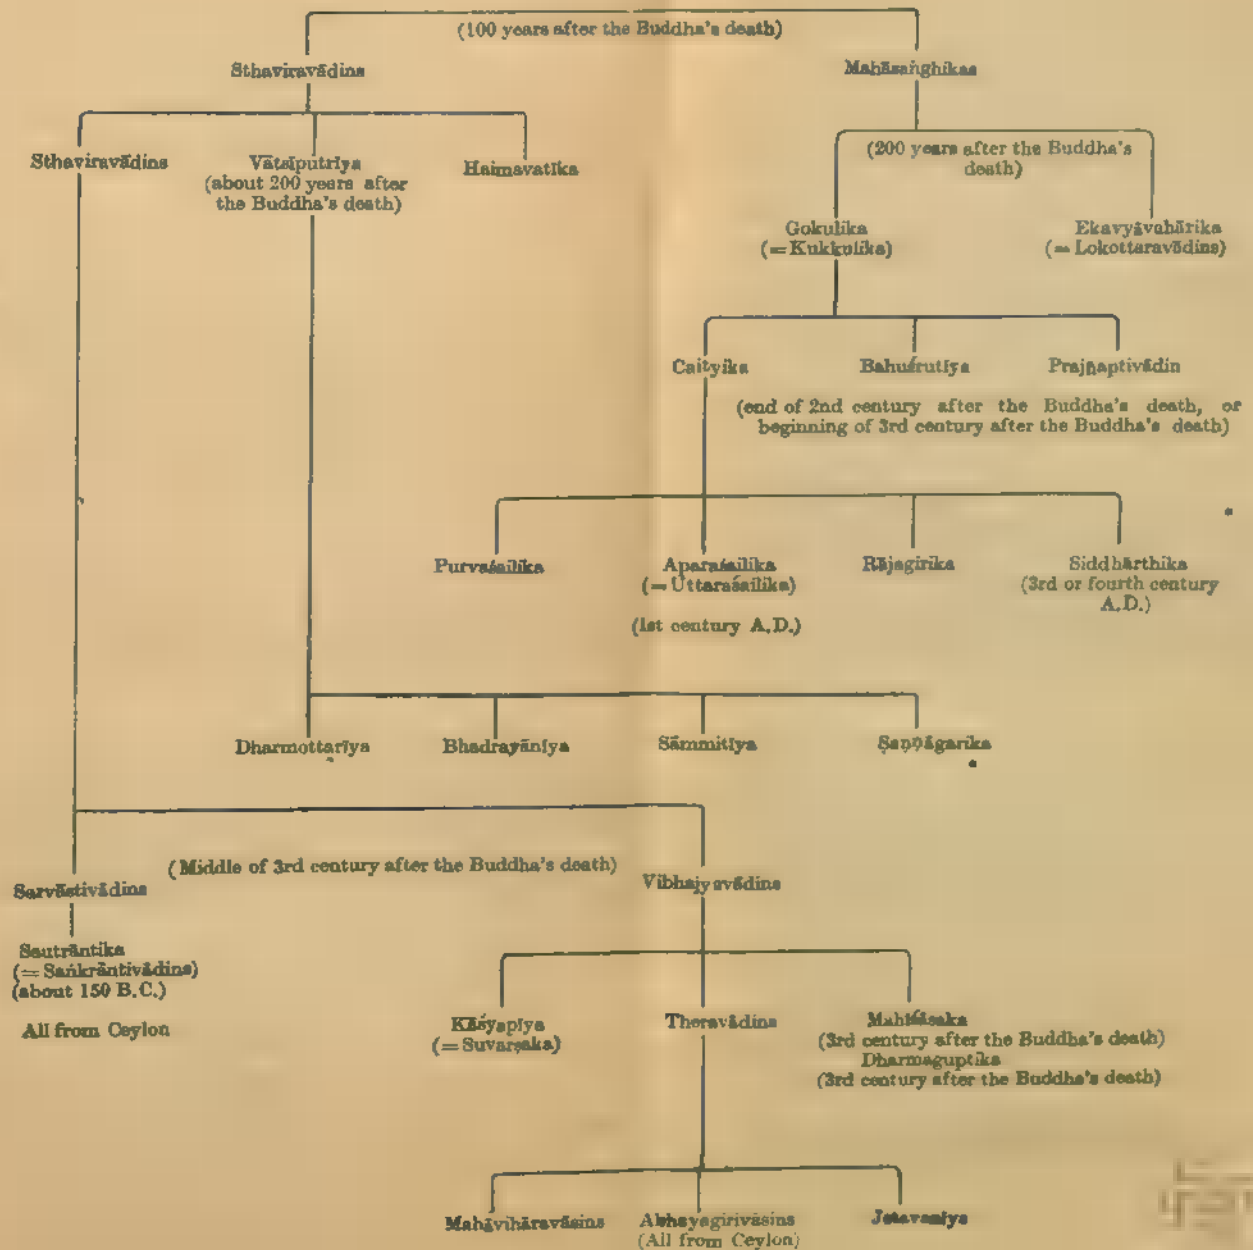 (100 years after the Buddha's death)
Sthaviravādins
Mahāsaṅghikas
Sthaviravādins
Vātsīputrīya
(about 200 years after
the Buddha's death)
Haimavatika
(200 years after the Buddha's
death)
Gokulika
(= Kukkulika)
Ekavyāvahārika
(= Lokottaravādins)
Caityika
Bahuśrutīya
Prajñaptivādin
(end of 2nd century after the Buddha's death, or
beginning of 3rd century after the Buddha's death)
Purvaśailika
Aparaśailika
(= Uttaraśailika)
(1st century A.D.)
Rājagirika
Siddhārthika
(3rd or fourth century
A.D.)
Dharmottarīya
Bhadrayānīya
Sāmmitīya
Ṣaṇṇāgarika
(Middle of 3rd century after the Buddha's death)
Sarvāstivādins
Vibhajyavādins
Sautrāntika
(= Saṅkrāntivādins)
(about 150 B.C.)
All from Ceylon
Kāśyapīya
(= Suvarṣaka)
Theravādins
Mahīśāsaka
(3rd century after the Buddha's death)
Dharmaguptika
(3rd century after the Buddha's death)
Mahāvihāravāsins
Abhayagirivāsins
(All from Ceylon)
Jetavanīya